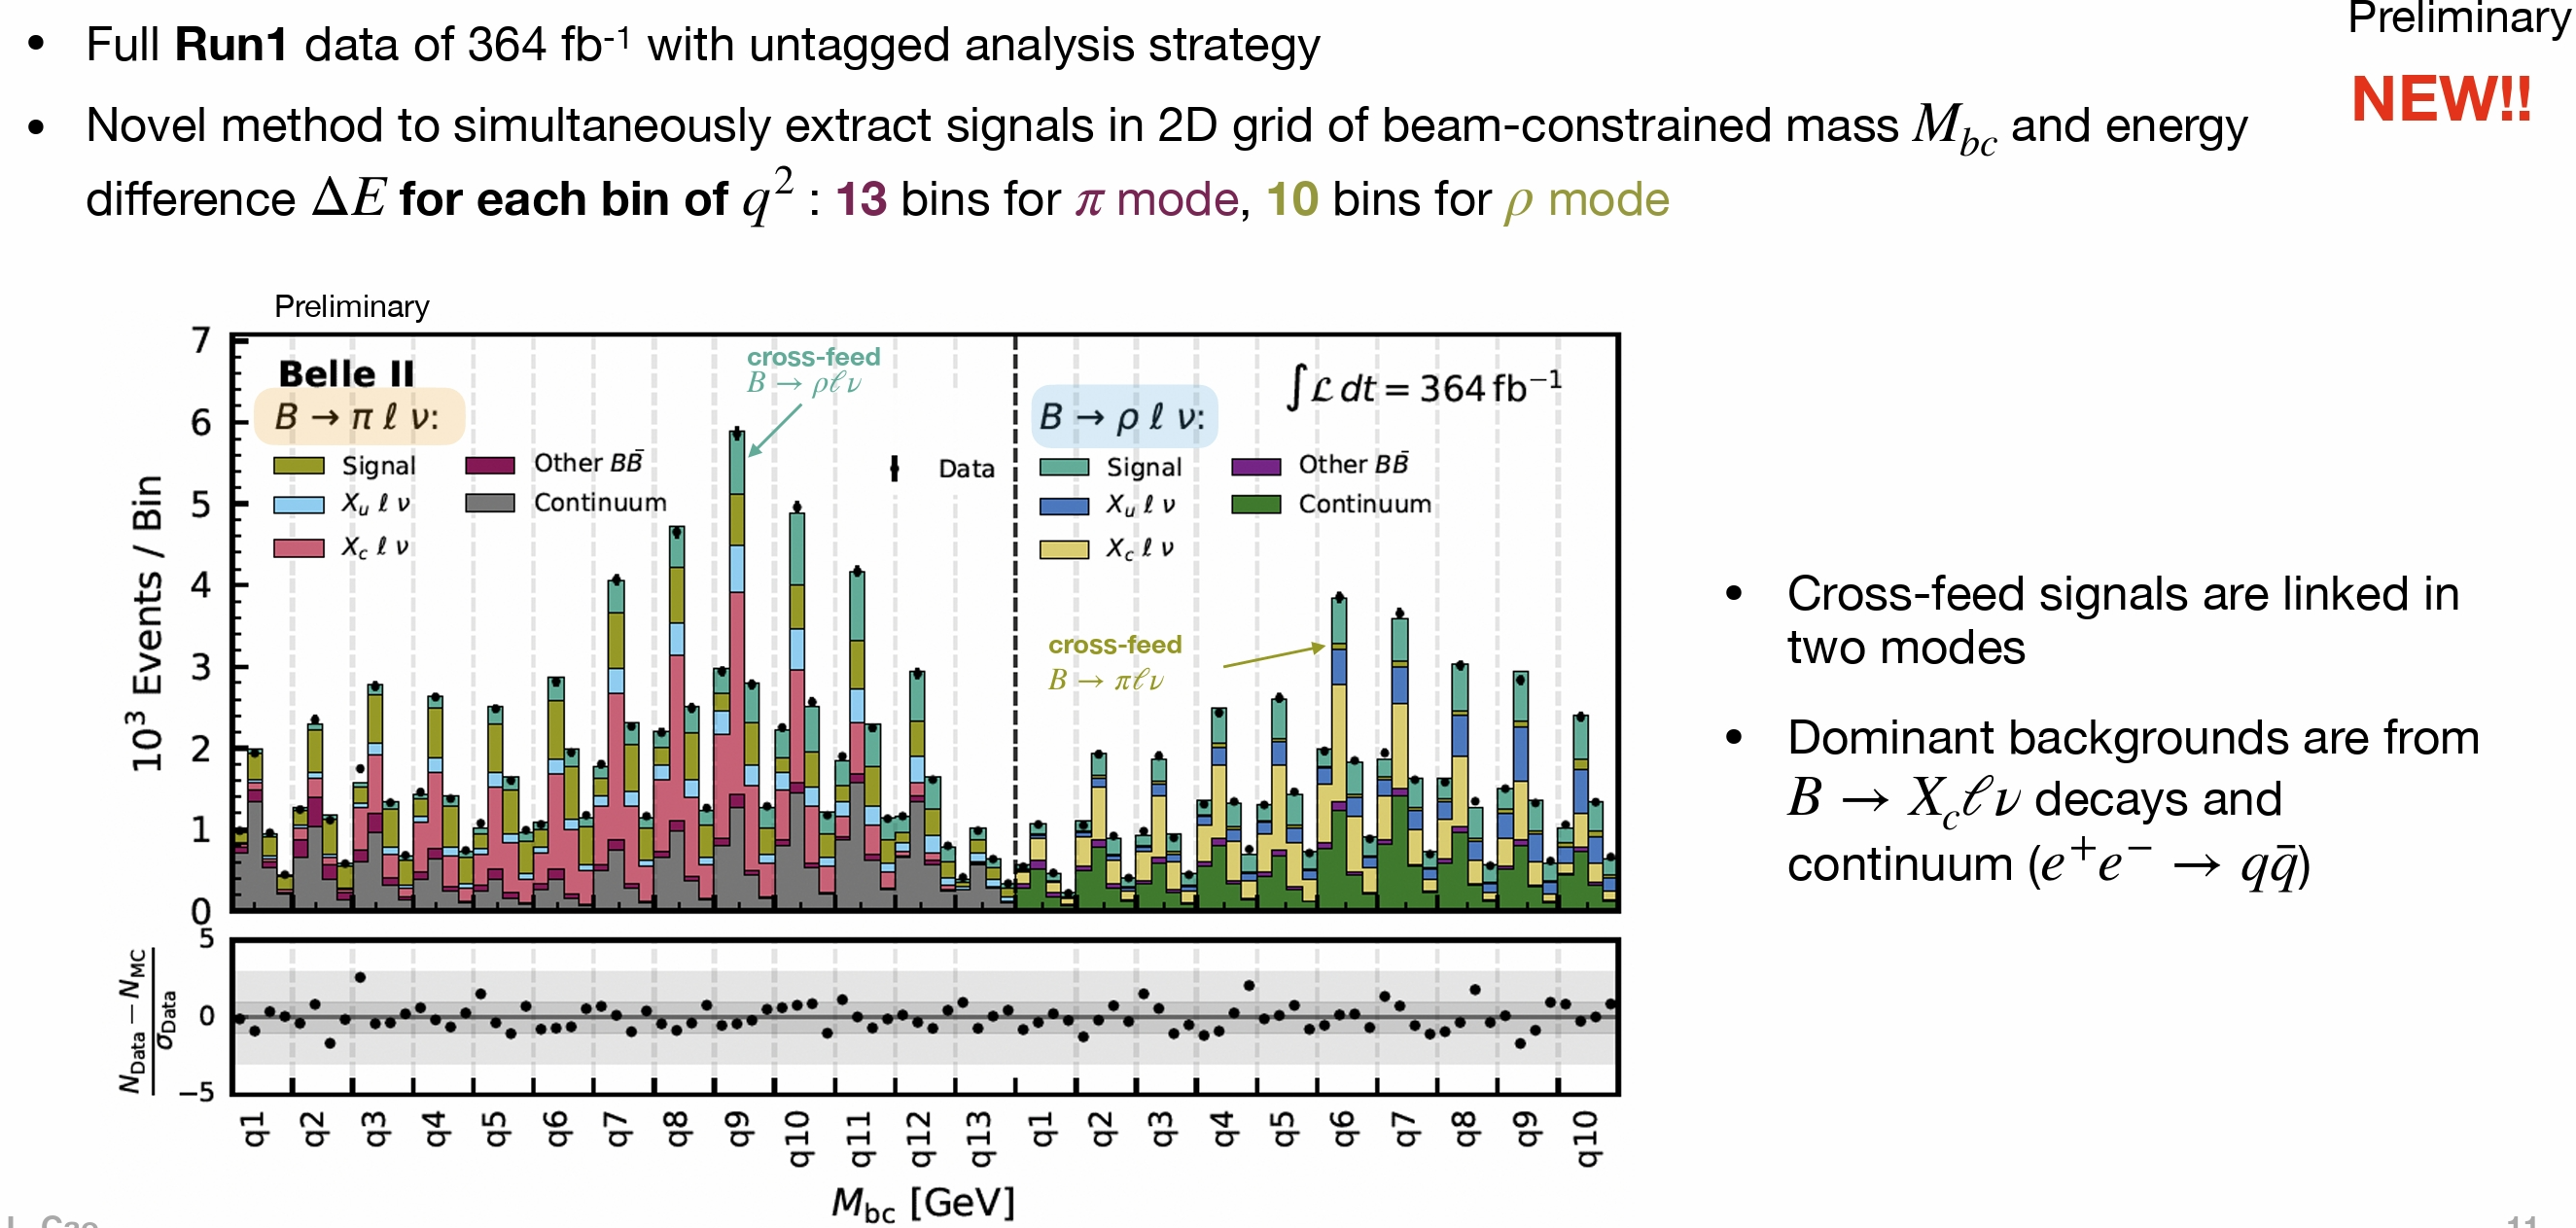 Preliminary
• Full Run1 data of 364 fb-1 with untagged analysis strategy
NEW!!
• Novel method to simultaneously extract signals in 2D grid of beam-constrained mass Mbc and energy
difference ΔE for each bin of q² : 13 bins for π mode, 10 bins for ρ mode
Preliminary
Belle II
B → π ℓ ν:
Signal
Xu ℓ ν
Xc ℓ ν
Other BB̄
Continuum
cross-feed
B → ρℓν
Data
∫ℒ dt = 364 fb⁻¹
B → ρ ℓ ν:
Signal
Xu ℓ ν
Xc ℓ ν
Other BB̄
Continuum
cross-feed
B → πℓν
10³ Events / Bin
7
6
5
4
3
2
1
0
5
0
−5
NData − NMC
σData
q1 q2 q3 q4 q5 q6 q7 q8 q9 q10 q11 q12 q13 q1 q2 q3 q4 q5 q6 q7 q8 q9 q10
Mbc [GeV]
• Cross-feed signals are linked in
two modes
• Dominant backgrounds are from
B → Xcℓν decays and
continuum (e⁺e⁻ → qq̄)
L. Cao
11